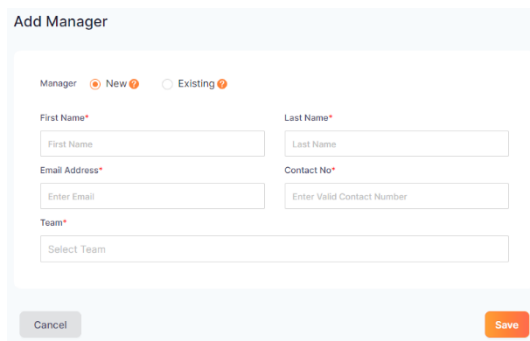 Add Manager
Manager New ? Existing ?
First Name* Last Name*
First Name Last Name
Email Address* Contact No*
Enter Email Enter Valid Contact Number
Team*
Select Team
Cancel Save